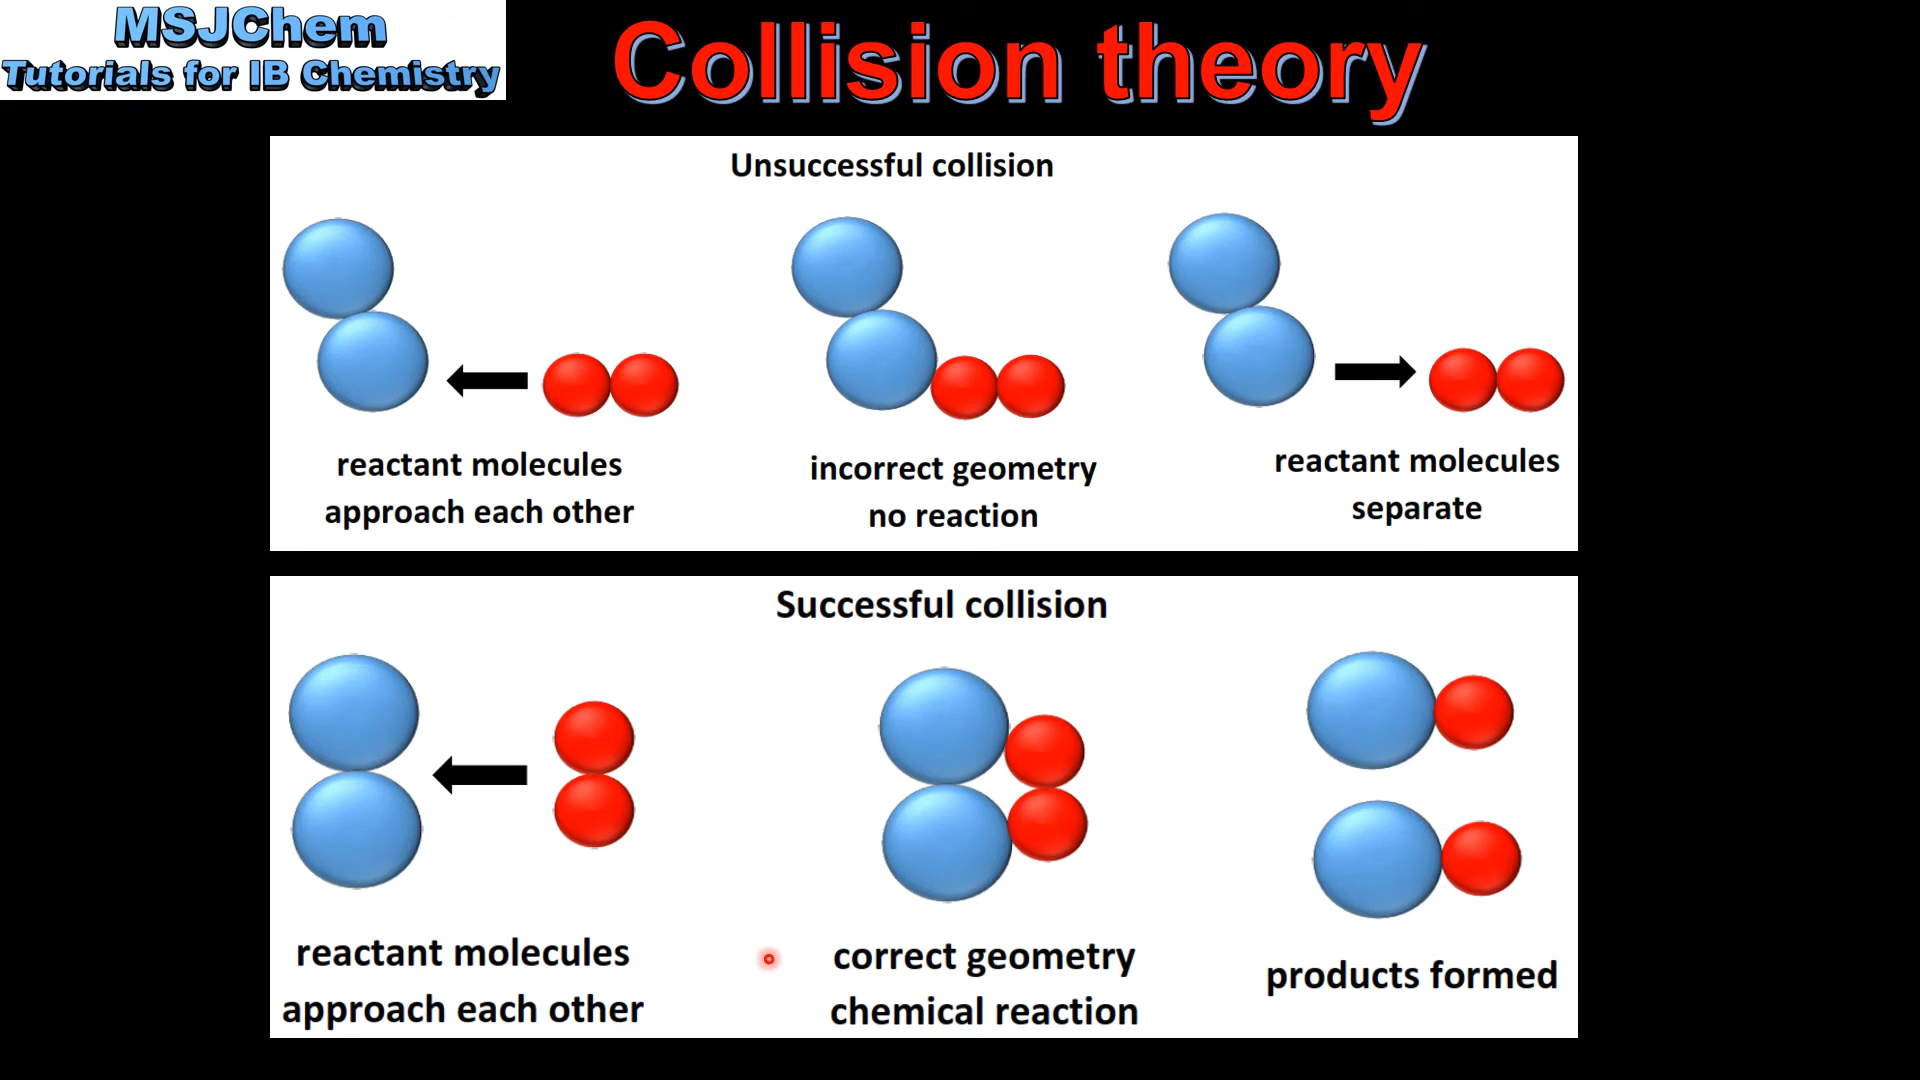 MSJChem
Tutorials for IB Chemistry
Collision theory
Unsuccessful collision
reactant molecules
approach each other
incorrect geometry
no reaction
reactant molecules
separate
Successful collision
reactant molecules
approach each other
correct geometry
chemical reaction
products formed